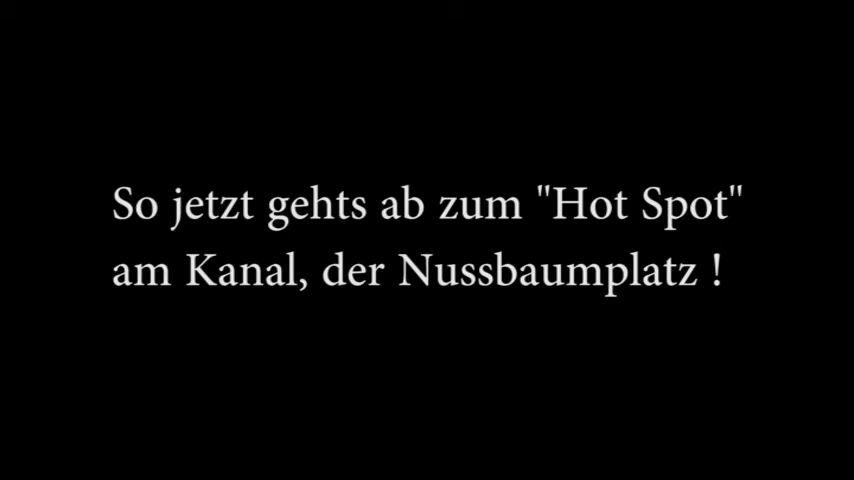 So jetzt gehts ab zum "Hot Spot"
am Kanal, der Nussbaumplatz !